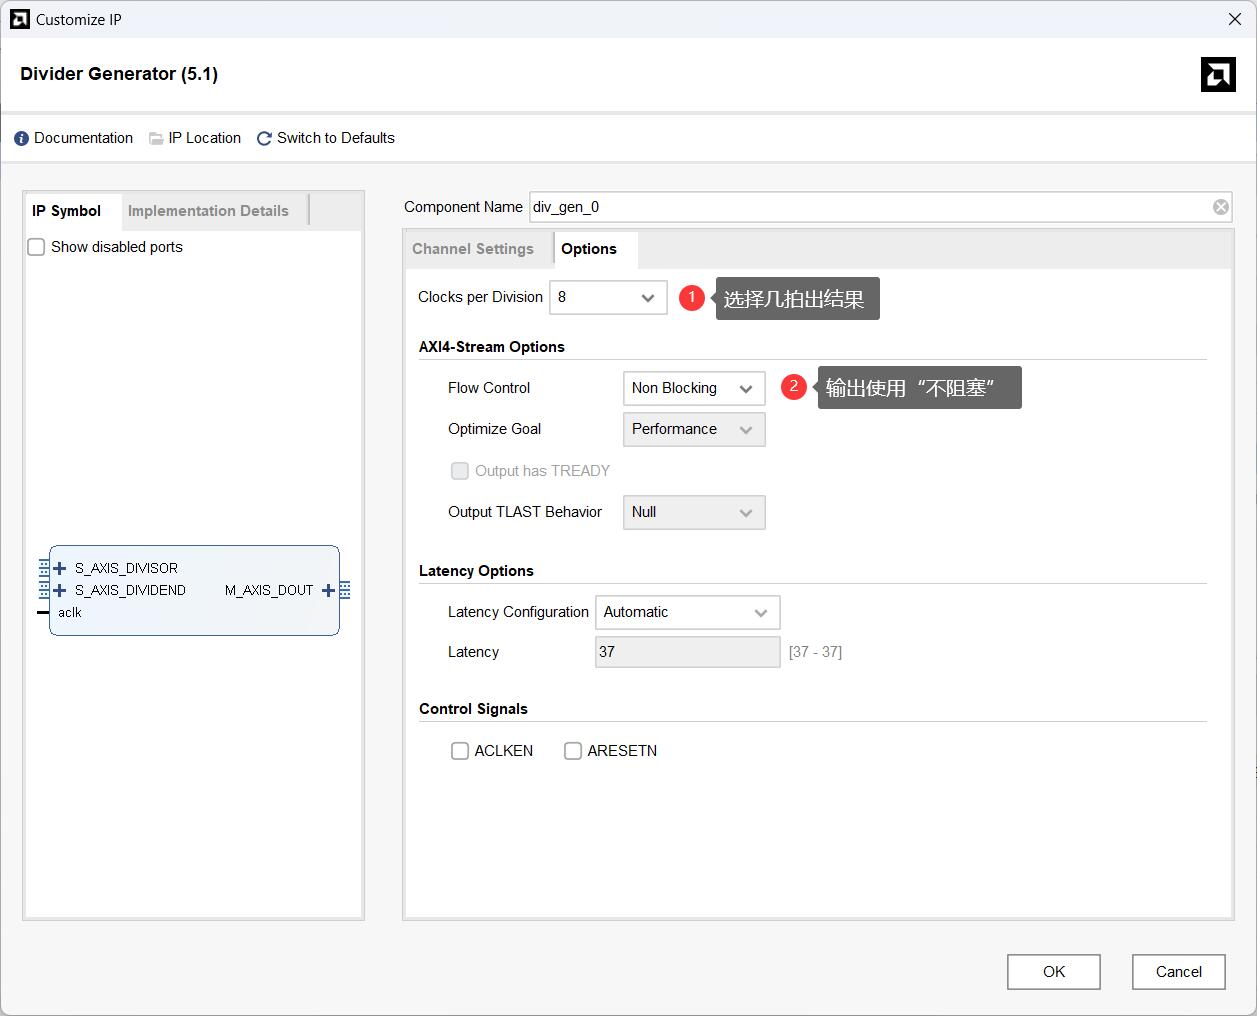 Customize IP
Divider Generator (5.1)
Documentation IP Location Switch to Defaults
IP Symbol Implementation Details
Show disabled ports
S_AXIS_DIVISOR
S_AXIS_DIVIDEND M_AXIS_DOUT
aclk
Component Name div_gen_0
Channel Settings Options
Clocks per Division 8 1 选择几拍出结果
AXI4-Stream Options
Flow Control Non Blocking 2 输出使用“不阻塞”
Optimize Goal Performance
Output has TREADY
Output TLAST Behavior Null
Latency Options
Latency Configuration Automatic
Latency 37 [37 - 37]
Control Signals
ACLKEN ARESETN
OK Cancel